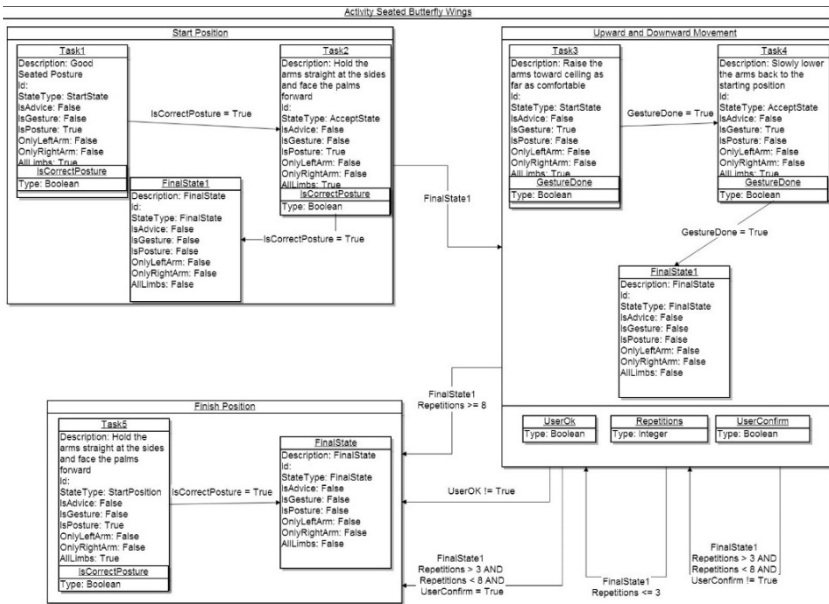 Activity Seated Butterfly Wings
Start Position
Task1
Description: Good
Seated Posture
Id:
StateType: StartState
IsAdvice: False
IsGesture: False
IsPosture: True
OnlyLeftArm: False
OnlyRightArm: False
AllLimbs: True
IsCorrectPosture
Type: Boolean
IsCorrectPosture = True
Task2
Description: Hold the
arms straight at the sides
and face the palms
forward
Id:
StateType: AcceptState
IsAdvice: False
IsGesture: False
IsPosture: True
OnlyLeftArm: False
OnlyRightArm: False
AllLimbs: True
IsCorrectPosture
Type: Boolean
IsCorrectPosture = True
FinalState1
Description: FinalState
Id:
StateType: FinalState
IsAdvice: False
IsGesture: False
IsPosture: False
OnlyLeftArm: False
OnlyRightArm: False
AllLimbs: False
FinalState1
Upward and Downward Movement
Task3
Description: Raise the
arms toward ceiling as
far as comfortable
Id:
StateType: StartState
IsAdvice: False
IsGesture: True
IsPosture: False
OnlyLeftArm: False
OnlyRightArm: False
AllLimbs: True
GestureDone
Type: Boolean
GestureDone = True
Task4
Description: Slowly lower
the arms back to the
starting position
Id:
StateType: AcceptState
IsAdvice: False
IsGesture: True
IsPosture: False
OnlyLeftArm: False
OnlyRightArm: False
AllLimbs: True
GestureDone
Type: Boolean
GestureDone = True
FinalState1
Description: FinalState
Id:
StateType: FinalState
IsAdvice: False
IsGesture: False
IsPosture: False
OnlyLeftArm: False
OnlyRightArm: False
AllLimbs: False
UserOk
Type: Boolean
Repetitions
Type: Integer
UserConfirm
Type: Boolean
FinalState1
Repetitions >= 8
Finish Position
Task5
Description: Hold the
arms straight at the sides
and face the palms
forward
Id:
StateType: StartPosition
IsAdvice: False
IsGesture: False
IsPosture: True
OnlyLeftArm: False
OnlyRightArm: False
AllLimbs: True
IsCorrectPosture
Type: Boolean
IsCorrectPosture = True
FinalState
Description: FinalState
Id:
StateType: FinalState
IsAdvice: False
IsGesture: False
IsPosture: False
OnlyLeftArm: False
OnlyRightArm: False
AllLimbs: False
UserOK != True
FinalState1
Repetitions > 3 AND
Repetitions < 8 AND
UserConfirm = True
FinalState1
Repetitions <= 3
FinalState1
Repetitions > 3 AND
Repetitions < 8 AND
UserConfirm != True